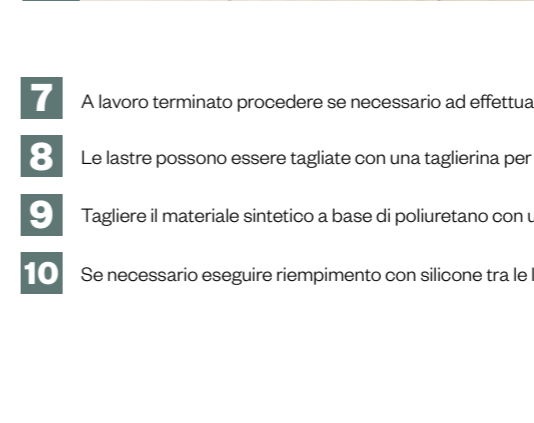 7 A lavoro terminato procedere se necessario ad
8 Le lastre possono essere tagliate con una taglierina per
9 Tagliere il materiale sintetico a base di poliuretano con
10 Se necessario eseguire riempimento con silicone tra le